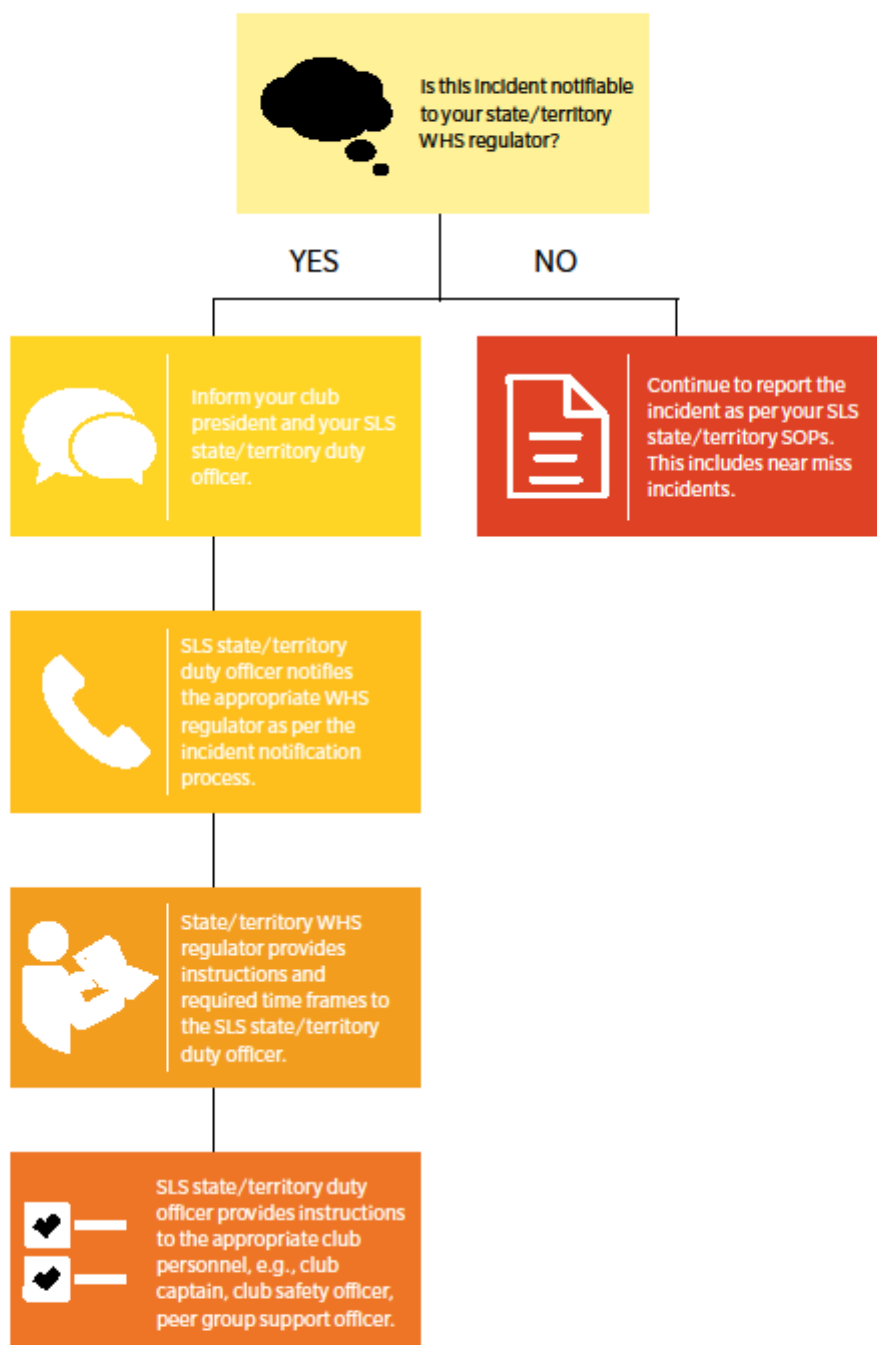 Is this incident notifiable
to your state/territory
WHS regulator?
YES
NO
Inform your club
president and your SLS
state/territory duty
officer.
Continue to report the
incident as per your SLS
state/territory SOPs.
This includes near miss
incidents.
SLS state/territory
duty officer notifies
the appropriate WHS
regulator as per the
incident notification
process.
State/territory WHS
regulator provides
instructions and
required time frames to
the SLS state/territory
duty officer.
SLS state/territory duty
officer provides instructions
to the appropriate club
personnel, e.g., club
captain, club safety officer,
peer group support officer.